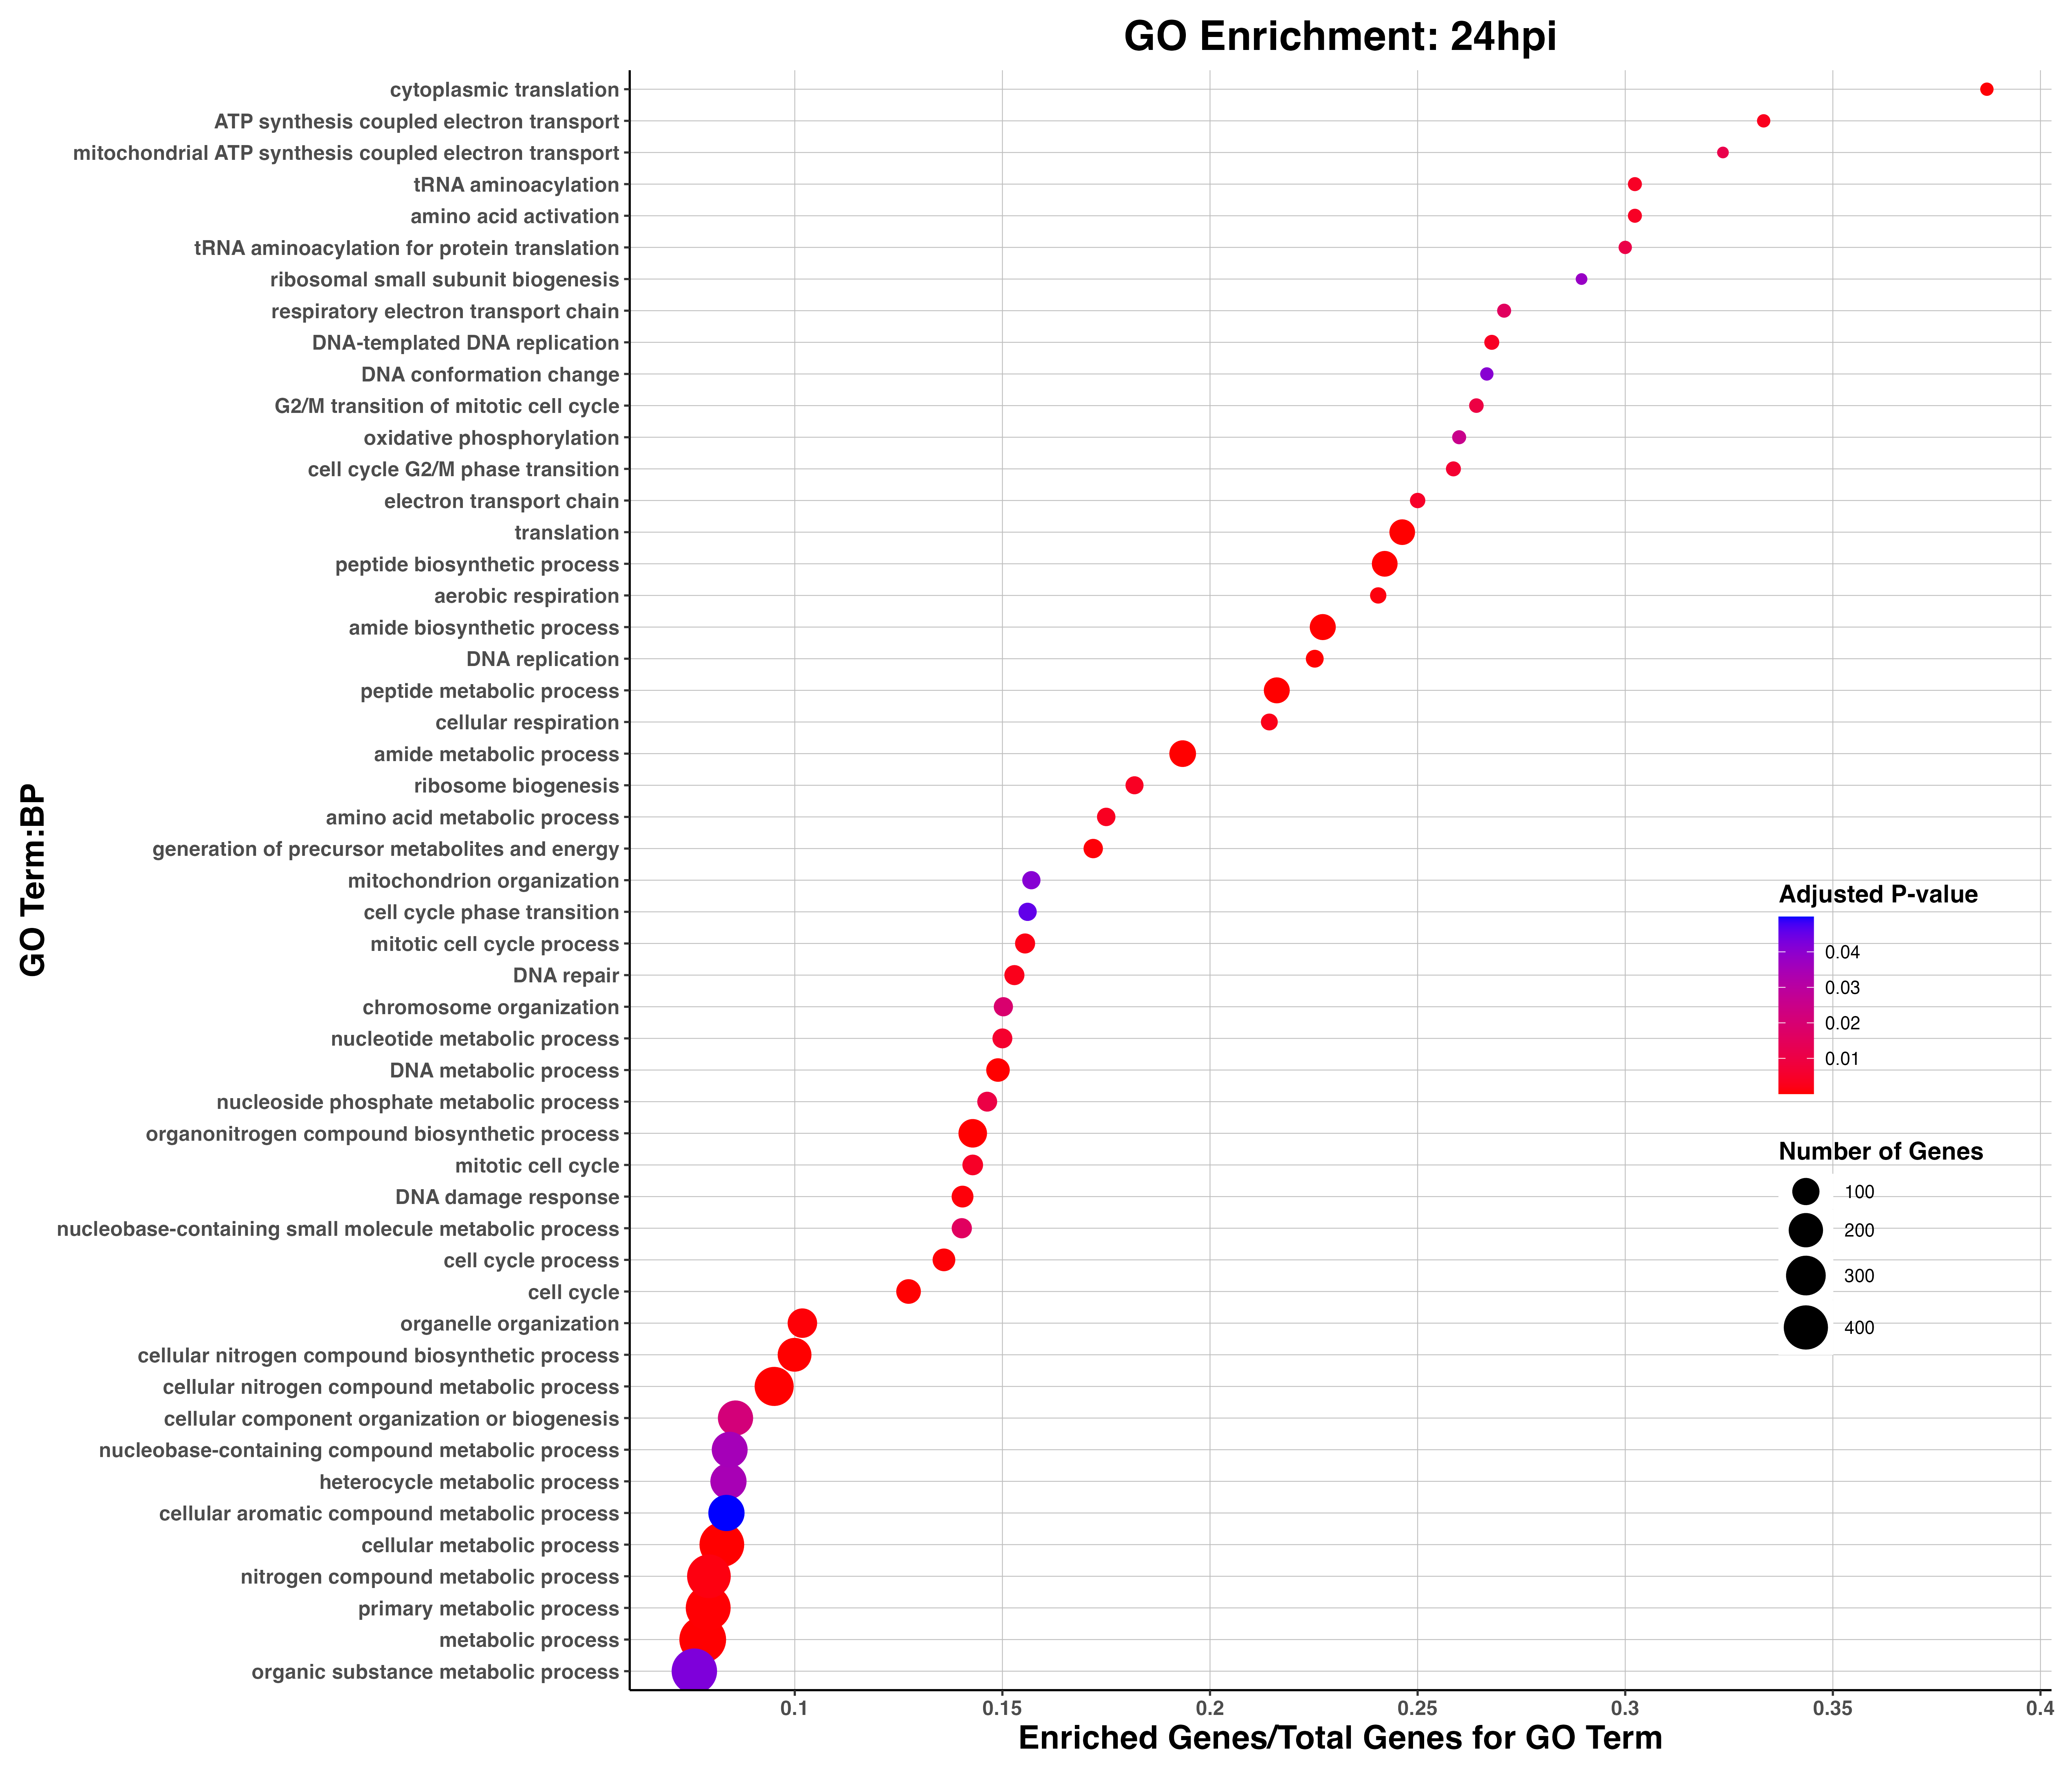 GO Enrichment: 24hpi
GO Term:BP
cytoplasmic translation
ATP synthesis coupled electron transport
mitochondrial ATP synthesis coupled electron transport
tRNA aminoacylation
amino acid activation
tRNA aminoacylation for protein translation
ribosomal small subunit biogenesis
respiratory electron transport chain
DNA-templated DNA replication
DNA conformation change
G2/M transition of mitotic cell cycle
oxidative phosphorylation
cell cycle G2/M phase transition
electron transport chain
translation
peptide biosynthetic process
aerobic respiration
amide biosynthetic process
DNA replication
peptide metabolic process
cellular respiration
amide metabolic process
ribosome biogenesis
amino acid metabolic process
generation of precursor metabolites and energy
mitochondrion organization
cell cycle phase transition
mitotic cell cycle process
DNA repair
chromosome organization
nucleotide metabolic process
DNA metabolic process
nucleoside phosphate metabolic process
organonitrogen compound biosynthetic process
mitotic cell cycle
DNA damage response
nucleobase-containing small molecule metabolic process
cell cycle process
cell cycle
organelle organization
cellular nitrogen compound biosynthetic process
cellular nitrogen compound metabolic process
cellular component organization or biogenesis
nucleobase-containing compound metabolic process
heterocycle metabolic process
cellular aromatic compound metabolic process
cellular metabolic process
nitrogen compound metabolic process
primary metabolic process
metabolic process
organic substance metabolic process
Adjusted P-value
0.04
0.03
0.02
0.01
Number of Genes
100
200
300
400
0.1 0.15 0.2 0.25 0.3 0.35 0.4
Enriched Genes/Total Genes for GO Term